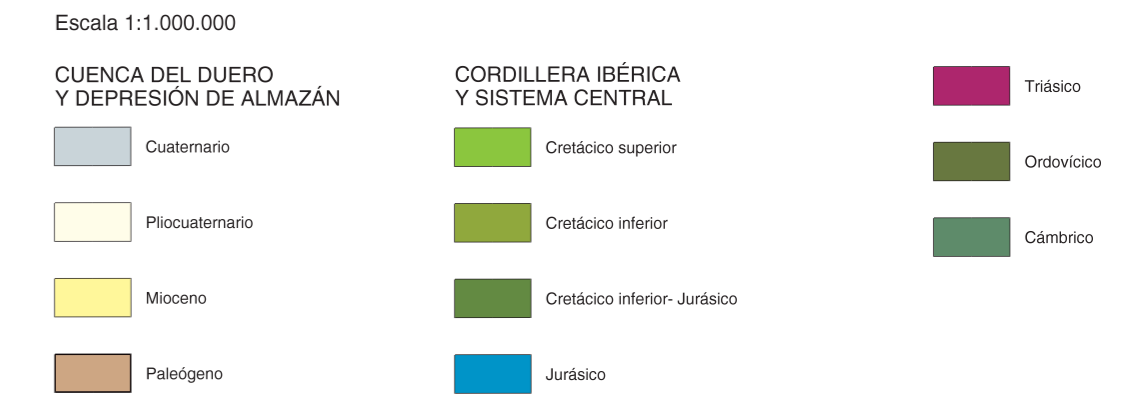 Escala 1:1.000.000
CUENCA DEL DUERO
Y DEPRESIÓN DE ALMAZÁN
Cuaternario
Pliocuaternario
Mioceno
Paleógeno
CORDILLERA IBÉRICA
Y SISTEMA CENTRAL
Cretácico superior
Cretácico inferior
Cretácico inferior- Jurásico
Jurásico
Triásico
Ordovícico
Cámbrico